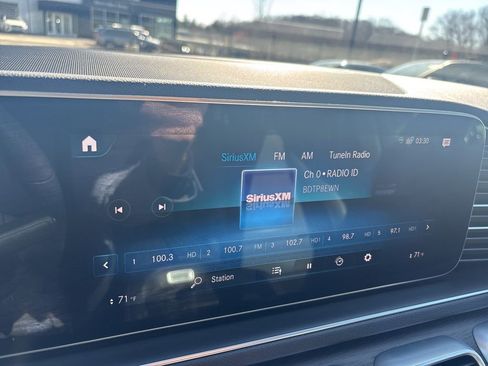 03:30
SiriusXM FM AM TuneIn Radio
Ch 0 • RADIO ID
BDTP8EWN
SiriusXM
1 100.3 HD 2 100.7 FM 3 102.7 HD1 4 98.7 HD 5 97.1 HD1
Station
71°F 71°F